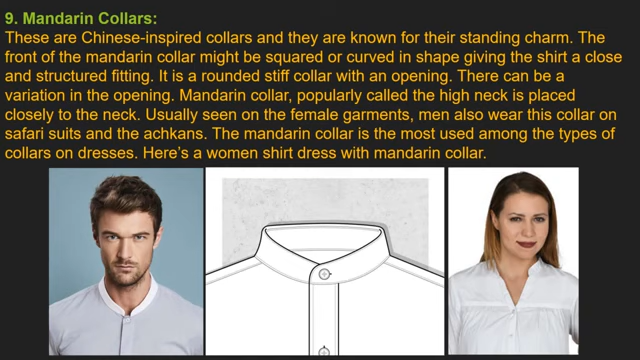 9. Mandarin Collars:
These are Chinese-inspired collars and they are known for their standing charm. The
front of the mandarin collar might be squared or curved in shape giving the shirt a close
and structured fitting. It is a rounded stiff collar with an opening. There can be a
variation in the opening. Mandarin collar, popularly called the high neck is placed
closely to the neck. Usually seen on the female garments, men also wear this collar on
safari suits and the achkans. The mandarin collar is the most used among the types of
collars on dresses. Here's a women shirt dress with mandarin collar.